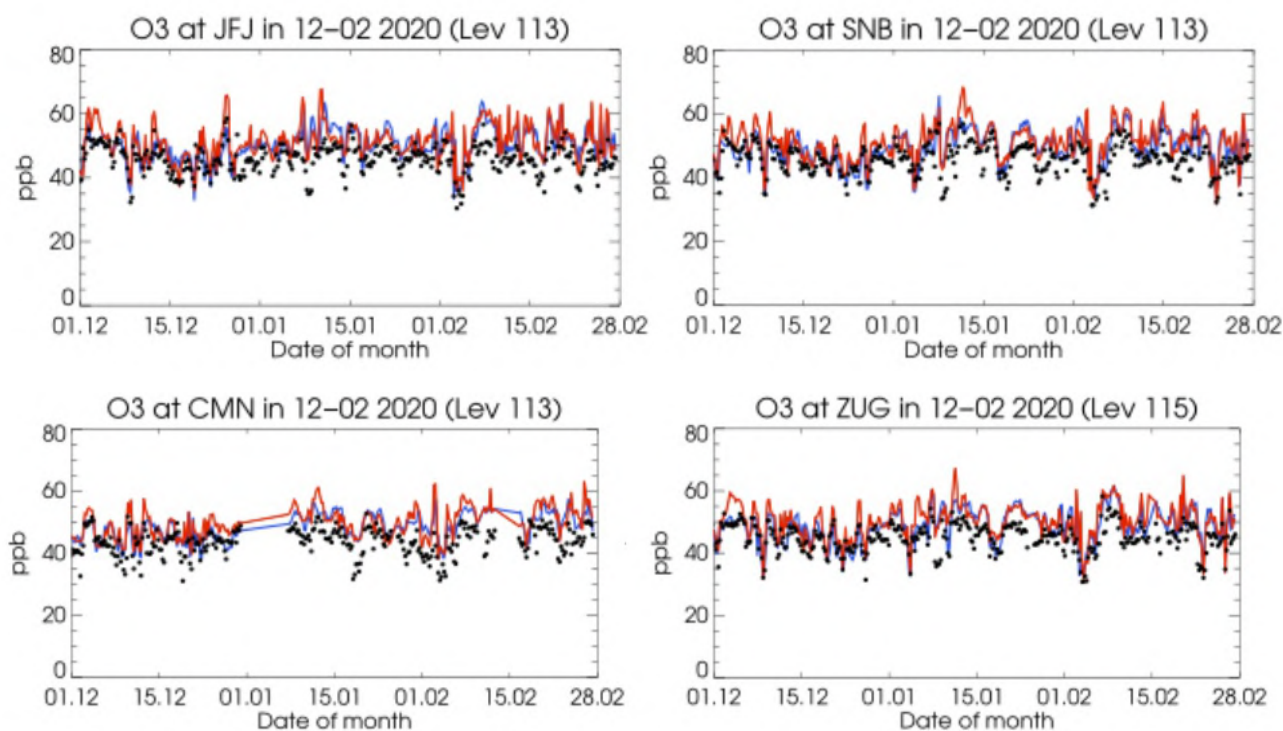 O3 at JFJ in 12–02 2020 (Lev 113)
80
60
40
20
0
ppb
01.12 15.12 01.01 15.01 01.02 15.02 28.02
Date of month
O3 at SNB in 12–02 2020 (Lev 113)
80
60
40
20
0
ppb
01.12 15.12 01.01 15.01 01.02 15.02 28.02
Date of month
O3 at CMN in 12–02 2020 (Lev 113)
80
60
40
20
0
ppb
01.12 15.12 01.01 15.01 01.02 15.02 28.02
Date of month
O3 at ZUG in 12–02 2020 (Lev 115)
80
60
40
20
0
ppb
01.12 15.12 01.01 15.01 01.02 15.02 28.02
Date of month